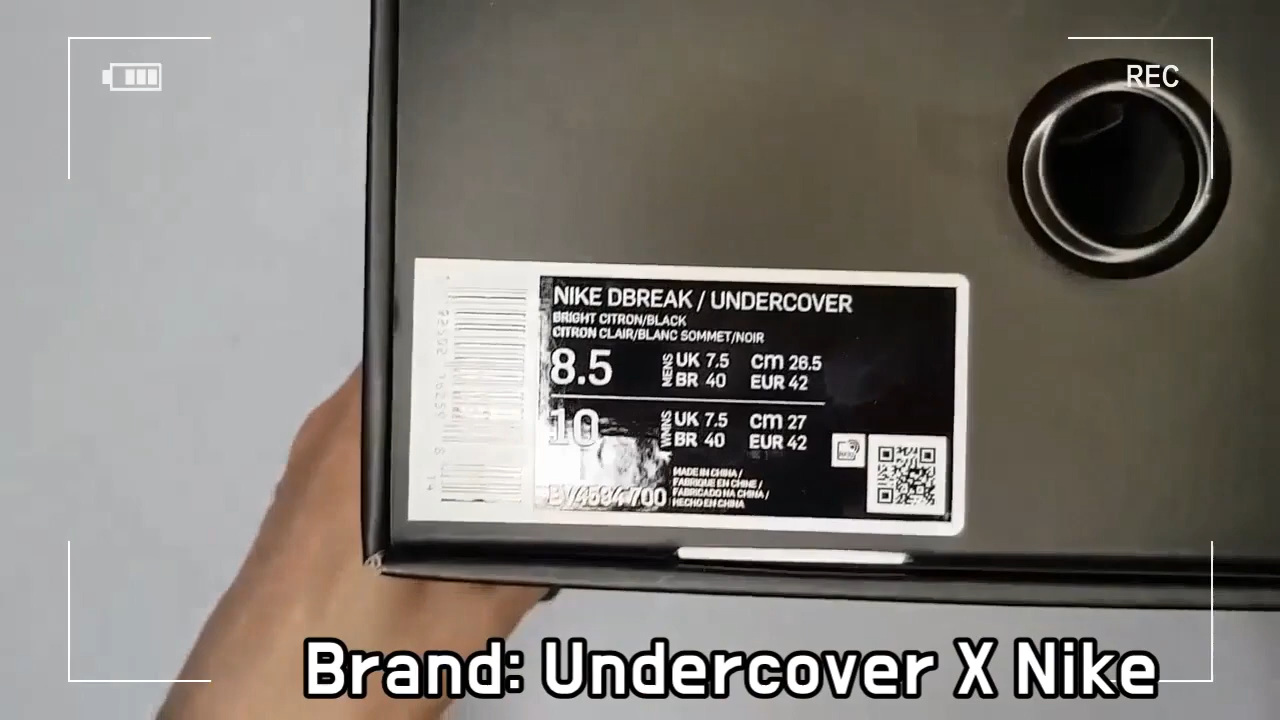 REC
NIKE DBREAK / UNDERCOVER
BRIGHT CITRON/BLACK
CITRON CLAIR/BLANC SOMMET/NOIR
8.5 MENS UK 7.5 cm 26.5
BR 40 EUR 42
10 WMNS UK 7.5 cm 27
BR 40 EUR 42
MADE IN CHINA /
FABRIQUE EN CHINE /
FABRICADO NA CHINA /
HECHO EN CHINA
Brand: Undercover X Nike